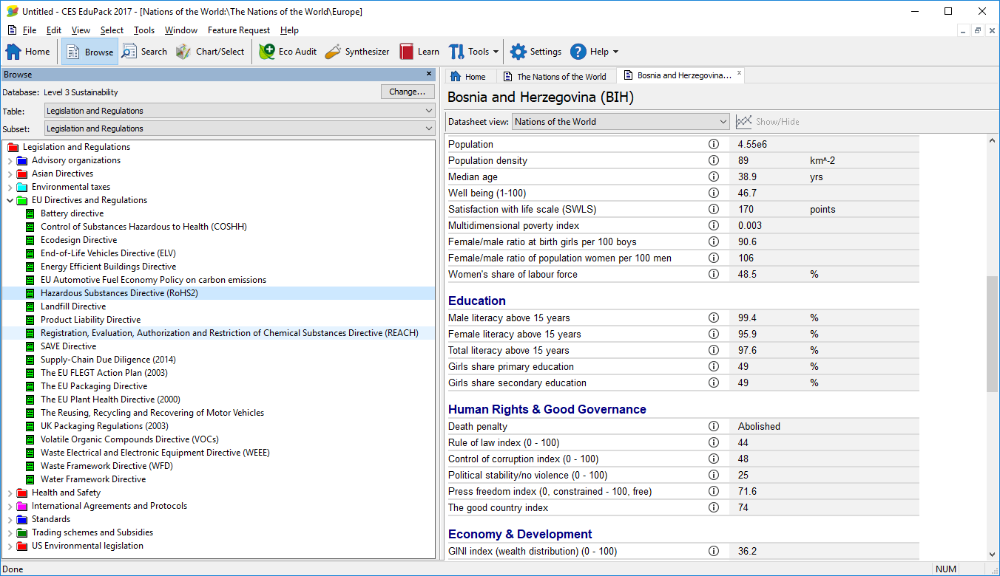 Untitled - CES EduPack 2017 - [Nations of the World:\The Nations of the World\Europe]
File Edit View Select Tools Window Feature Request Help
Home Browse Search Chart/Select Eco Audit Synthesizer Learn Tools Settings Help
Browse
Database: Level 3 Sustainability Change...
Table: Legislation and Regulations
Subset: Legislation and Regulations
Legislation and Regulations
Advisory organizations
Asian Directives
Environmental taxes
EU Directives and Regulations
Battery directive
Control of Substances Hazardous to Health (COSHH)
Ecodesign Directive
End-of-Life Vehicles Directive (ELV)
Energy Efficient Buildings Directive
EU Automotive Fuel Economy Policy on carbon emissions
Hazardous Substances Directive (RoHS2)
Landfill Directive
Product Liability Directive
Registration, Evaluation, Authorization and Restriction of Chemical Substances Directive (REACH)
SAVE Directive
Supply-Chain Due Diligence (2014)
The EU FLEGT Action Plan (2003)
The EU Packaging Directive
The EU Plant Health Directive (2000)
The Reusing, Recycling and Recovering of Motor Vehicles
UK Packaging Regulations (2003)
Volatile Organic Compounds Directive (VOCs)
Waste Electrical and Electronic Equipment Directive (WEEE)
Waste Framework Directive (WFD)
Water Framework Directive
Health and Safety
International Agreements and Protocols
Standards
Trading schemes and Subsidies
US Environmental legislation
Home The Nations of the World Bosnia and Herzegovina...
Bosnia and Herzegovina (BIH)
Datasheet view: Nations of the World Show/Hide
Population 4.55e6
Population density 89 km^-2
Median age 38.9 yrs
Well being (1-100) 46.7
Satisfaction with life scale (SWLS) 170 points
Multidimensional poverty index 0.003
Female/male ratio at birth girls per 100 boys 90.6
Female/male ratio of population women per 100 men 106
Women's share of labour force 48.5 %
Education
Male literacy above 15 years 99.4 %
Female literacy above 15 years 95.9 %
Total literacy above 15 years 97.6 %
Girls share primary education 49 %
Girls share secondary education 49 %
Human Rights & Good Governance
Death penalty Abolished
Rule of law index (0 - 100) 44
Control of corruption index (0 - 100) 48
Political stability/no violence (0 - 100) 25
Press freedom index (0, constrained - 100, free) 71.6
The good country index 74
Economy & Development
GINI index (wealth distribution) (0 - 100) 36.2
Done NUM